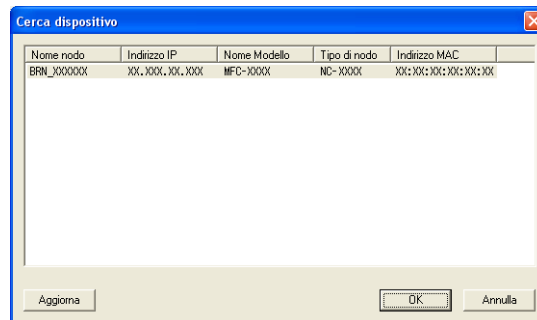 Cerca dispositivo
Nome nodo Indirizzo IP Nome Modello Tipo di nodo Indirizzo MAC
BRN_XXXXXX XX.XXX.XX.XXX MFC-XXXX NC-XXXX XX:XX:XX:XX:XX:XX
Aggiorna OK Annulla